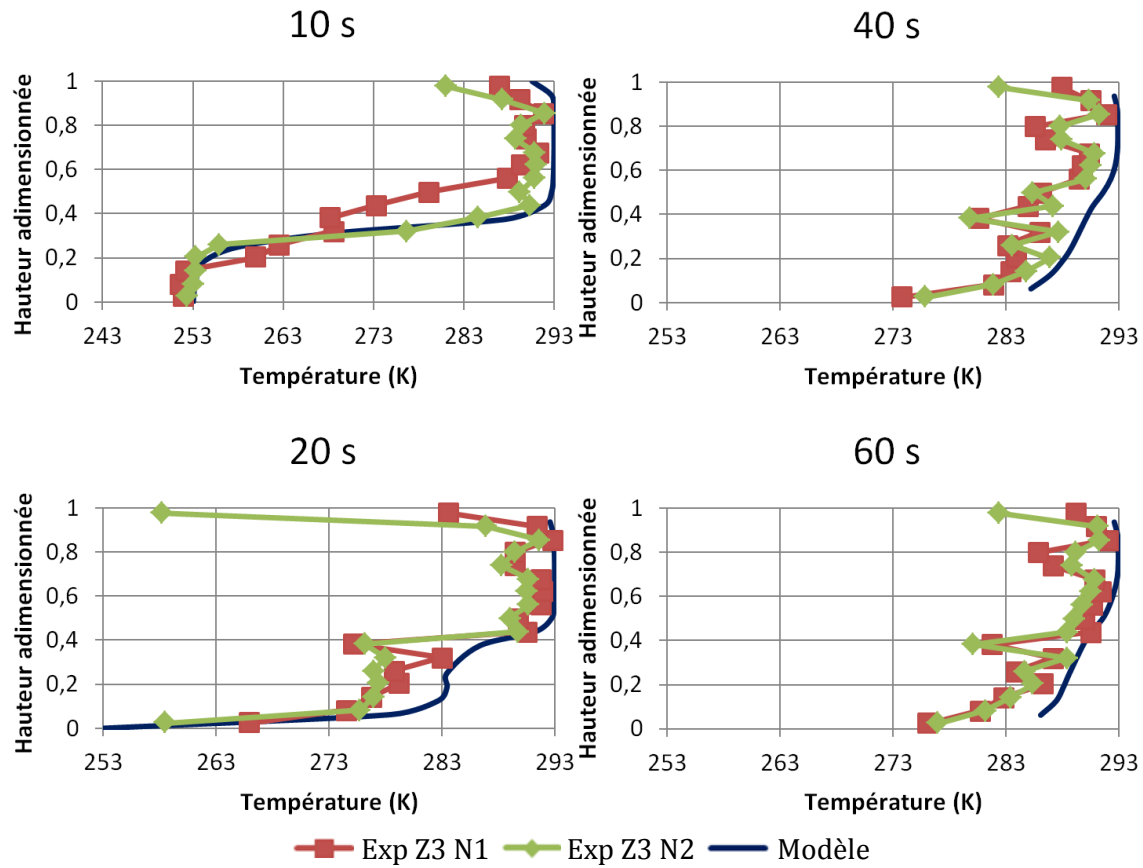 10 s
Hauteur adimensionnée
1
0,8
0,6
0,4
0,2
0
243 253 263 273 283 293
Température (K)
40 s
Hauteur adimensionnée
1
0,8
0,6
0,4
0,2
0
253 263 273 283 293
Température (K)
20 s
Hauteur adimensionnée
1
0,8
0,6
0,4
0,2
0
253 263 273 283 293
Température (K)
60 s
Hauteur adimensionnée
1
0,8
0,6
0,4
0,2
0
253 263 273 283 293
Température (K)
Exp Z3 N1 Exp Z3 N2 Modèle